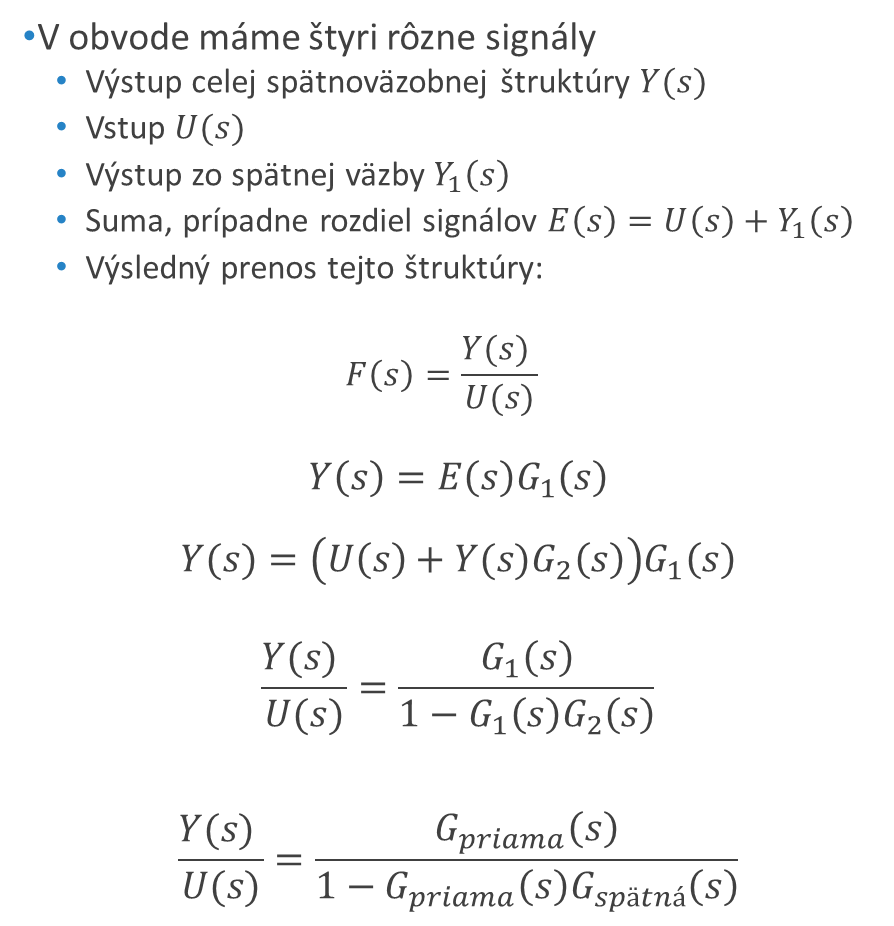 •V obvode máme štyri rôzne signály
• Výstup celej spätnoväzobnej štruktúry Y(s)
• Vstup U(s)
• Výstup zo spätnej väzby Y₁(s)
• Suma, prípadne rozdiel signálov E(s) = U(s) + Y₁(s)
• Výsledný prenos tejto štruktúry:
F(s) = Y(s) / U(s)
Y(s) = E(s)G₁(s)
Y(s) = (U(s) + Y(s)G₂(s))G₁(s)
Y(s) / U(s) = G₁(s) / (1 − G₁(s)G₂(s))
Y(s) / U(s) = G_priama(s) / (1 − G_priama(s)G_spätná(s))